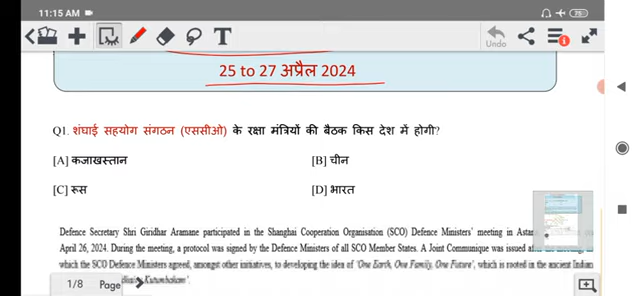 11:15 AM
75
T
Undo
25 to 27 अप्रैल 2024
Q1. शंघाई सहयोग संगठन (एससीओ) के रक्षा मंत्रियों की बैठक किस देश में होगी?
[A] कजाखस्तान [B] चीन
[C] रूस [D] भारत
Defence Secretary Shri Giridhar Aramane participated in the Shanghai Cooperation Organisation (SCO) Defence Ministers' meeting in
April 26, 2024. During the meeting, a protocol was signed by the Defence Ministers of all SCO Member States. A Joint Communique was issued
which the SCO Defence Ministers agreed, amongst other initiatives, to developing the idea of 'One Earth, One Family, One Future', which is rooted in the ancient Indian
1/8 Page Kutumbakam'.